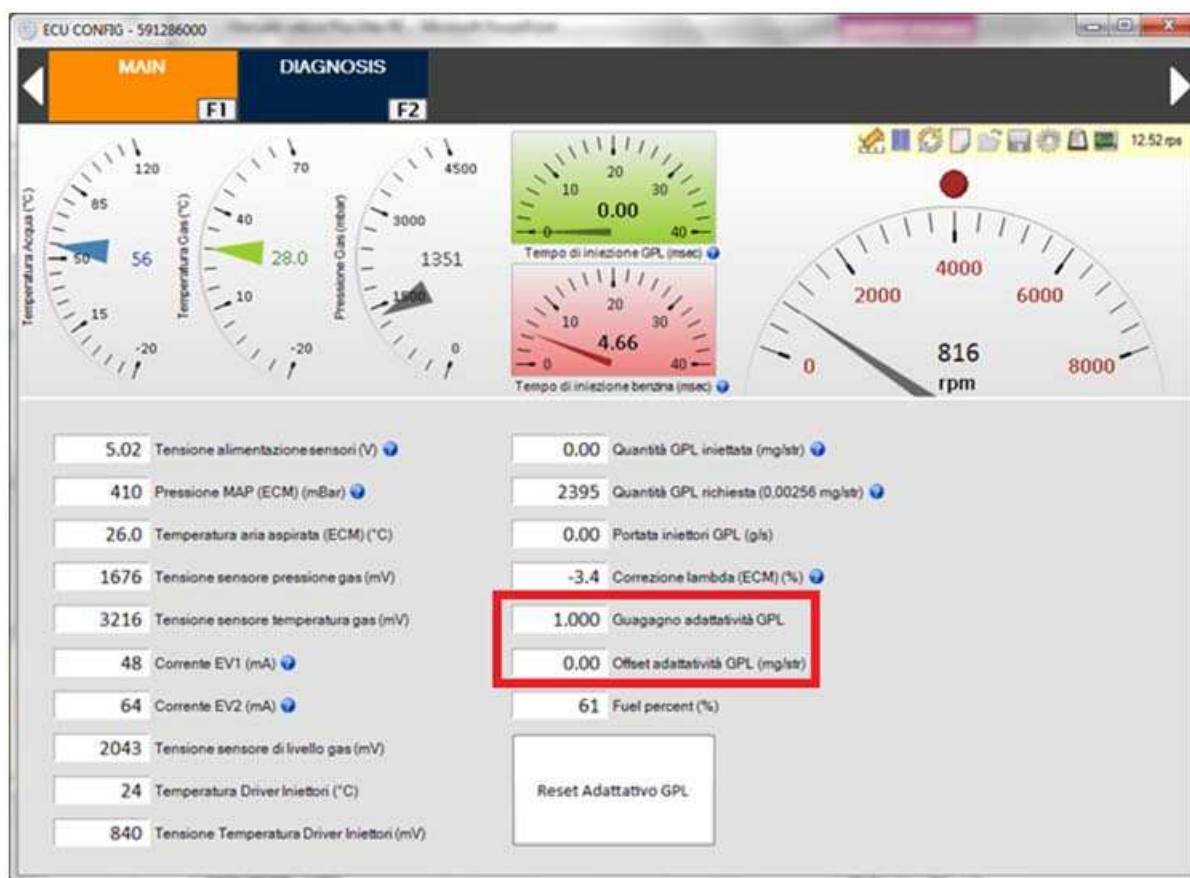 ECU CONFIG - 591286000
MAIN
F1
DIAGNOSIS
F2
12.52 rps
Temperatura Acqua (°C)
120
85
50
15
-20
56
Temperatura Gas (°C)
70
40
10
-20
28.0
Pressione Gas (mbar)
4500
3000
1500
0
1351
0
10
20
30
40
0.00
Tempo di iniezione GPL (msec)
0
10
20
30
40
4.66
Tempo di iniezione benzina (msec)
0
2000
4000
6000
8000
816
rpm
5.02 Tensione alimentazione sensori (V)
410 Pressione MAP (ECM) (mBar)
26.0 Temperatura aria aspirata (ECM) (°C)
1676 Tensione sensore pressione gas (mV)
3216 Tensione sensore temperatura gas (mV)
48 Corrente EV1 (mA)
64 Corrente EV2 (mA)
2043 Tensione sensore di livello gas (mV)
24 Temperatura Driver Iniettori (°C)
840 Tensione Temperatura Driver Iniettori (mV)
0.00 Quantità GPL iniettata (mg/str)
2395 Quantità GPL richiesta (0,00256 mg/str)
0.00 Portata iniettori GPL (g/s)
-3.4 Correzione lambda (ECM) (%)
1.000 Guagagno adattatività GPL
0.00 Offset adattatività GPL (mg/str)
61 Fuel percent (%)
Reset Adattativo GPL